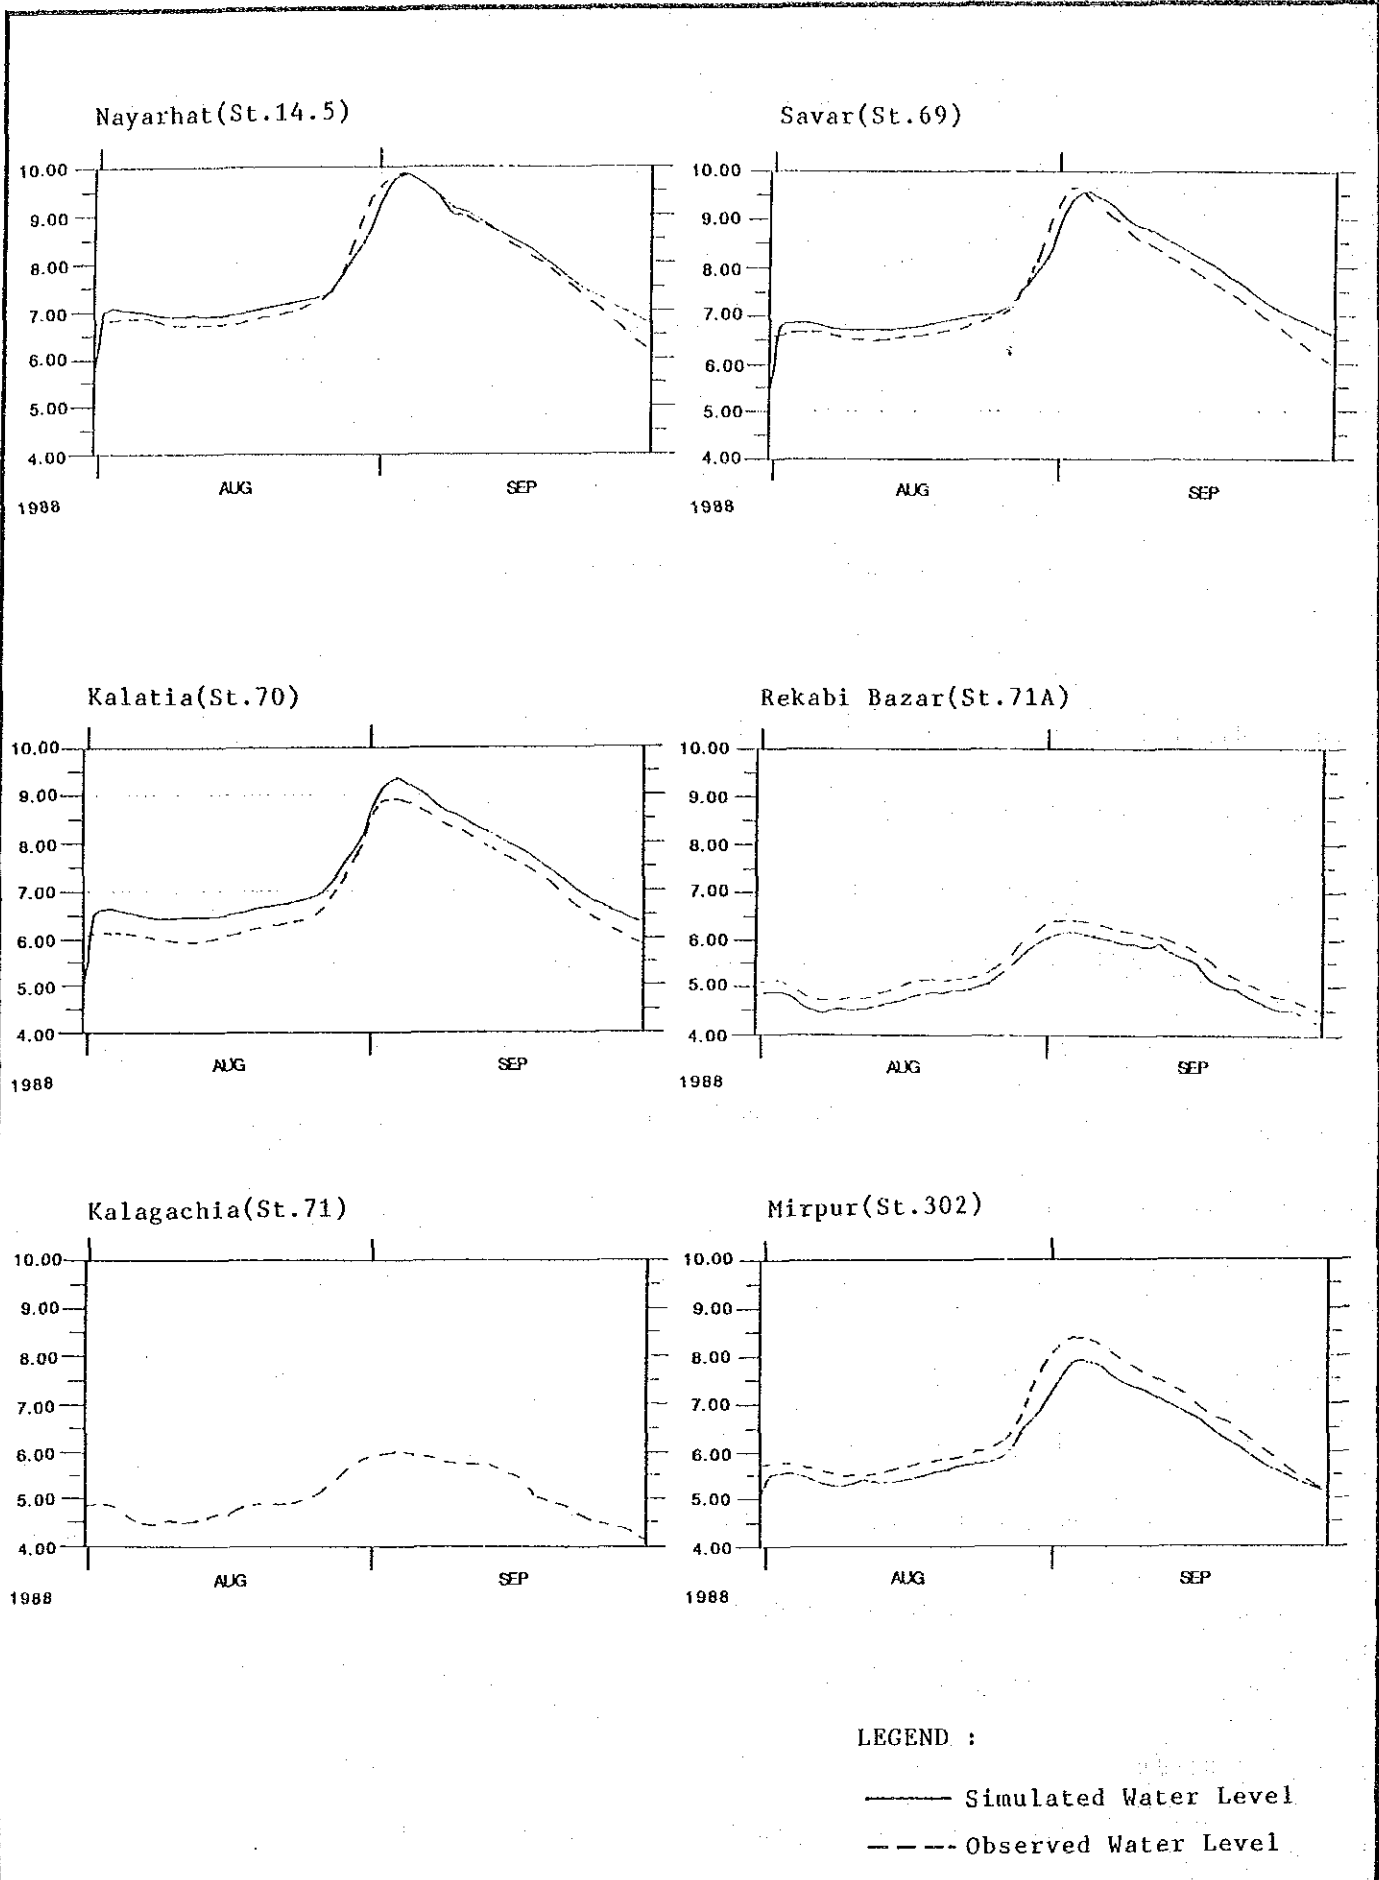 Nayarhat(St.14.5)
10.00
9.00
8.00
7.00
6.00
5.00
4.00
AUG
SEP
1988
Savar(St.69)
10.00
9.00
8.00
7.00
6.00
5.00
4.00
AUG
SEP
1988
Kalatia(St.70)
10.00
9.00
8.00
7.00
6.00
5.00
4.00
AUG
SEP
1988
Rekabi Bazar(St.71A)
10.00
9.00
8.00
7.00
6.00
5.00
4.00
AUG
SEP
1988
Kalagachia(St.71)
10.00
9.00
8.00
7.00
6.00
5.00
4.00
AUG
SEP
1988
Mirpur(St.302)
10.00
9.00
8.00
7.00
6.00
5.00
4.00
AUG
SEP
1988
LEGEND :
Simulated Water Level
Observed Water Level